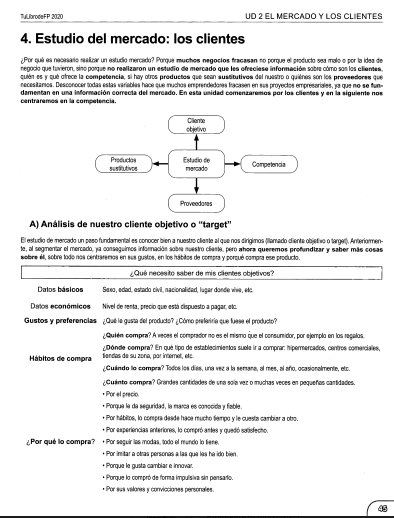 TuLibrodeFP 2020
UD 2 EL MERCADO Y LOS CLIENTES
4. Estudio del mercado: los clientes
¿Por qué es necesario realizar un estudio mercado? Porque muchos negocios fracasan no porque el producto sea malo o por la idea de
negocio que tuvieron, sino porque no realizaron un estudio de mercado que les ofreciese información sobre cómo son los clientes,
quién es y qué ofrece la competencia, si hay otros productos que sean sustitutivos del nuestro o quiénes son los proveedores que
necesitamos. Desconocer todas estas variables hace que muchos emprendedores fracasen en sus proyectos empresariales, ya que no se fun-
damentan en una información correcta del mercado. En esta unidad comenzaremos por los clientes y en la siguiente nos
centraremos en la competencia.
Cliente
objetivo
Productos
sustitutivos
Estudio de
mercado
Competencia
Proveedores
A) Análisis de nuestro cliente objetivo o "target"
El estudio de mercado un paso fundamental es conocer bien a nuestro cliente al que nos dirigimos (llamado cliente objetivo o target). Anteriormen-
te, al segmentar el mercado, ya conseguimos información sobre nuestro cliente, pero ahora queremos profundizar y saber más cosas
sobre él, sobre todo nos centraremos en sus gustos, en los hábitos de compra y porqué compra ese producto.
¿Qué necesito saber de mis clientes objetivos?
Datos básicos
Sexo, edad, estado civil, nacionalidad, lugar donde vive, etc.
Datos económicos
Nivel de renta, precio que está dispuesto a pagar, etc.
Gustos y preferencias
¿Qué le gusta del producto? ¿Cómo preferiría que fuese el producto?
Hábitos de compra
¿Quién compra? A veces el comprador no es el mismo que el consumidor, por ejemplo en los regalos.
¿Dónde compra? En qué tipo de establecimientos suele ir a comprar: hipermercados, centros comerciales,
tiendas de su zona, por internet, etc.
¿Cuándo lo compra? Todos los días, una vez a la semana, al mes, al año, ocasionalmente, etc.
¿Cuánto compra? Grandes cantidades de una sola vez o muchas veces en pequeñas cantidades.
¿Por qué lo compra?
• Por el precio.
• Porque le da seguridad, la marca es conocida y fiable.
• Por hábitos, lo compra desde hace mucho tiempo y le cuesta cambiar a otro.
• Por experiencias anteriores, lo compró antes y quedó satisfecho.
• Por seguir las modas, todo el mundo lo tiene.
• Por imitar a otras personas a las que les ha ido bien.
• Porque le gusta cambiar e innovar.
• Porque lo compró de forma impulsiva sin pensarlo.
• Por sus valores y convicciones personales.
45